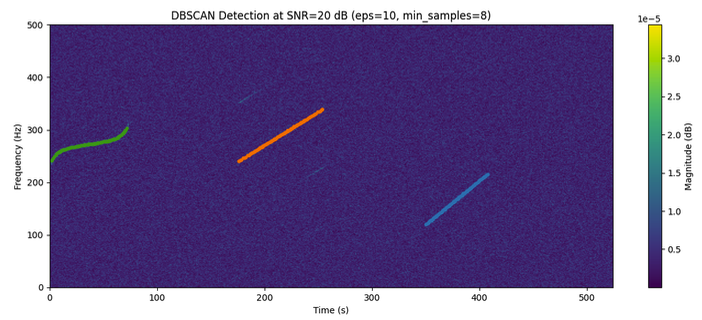 DBSCAN Detection at SNR=20 dB (eps=10, min_samples=8)
1e−5
500
400
300
200
100
0
Frequency (Hz)
0 100 200 300 400 500
Time (s)
3.0
2.5
2.0
1.5
1.0
0.5
Magnitude (dB)